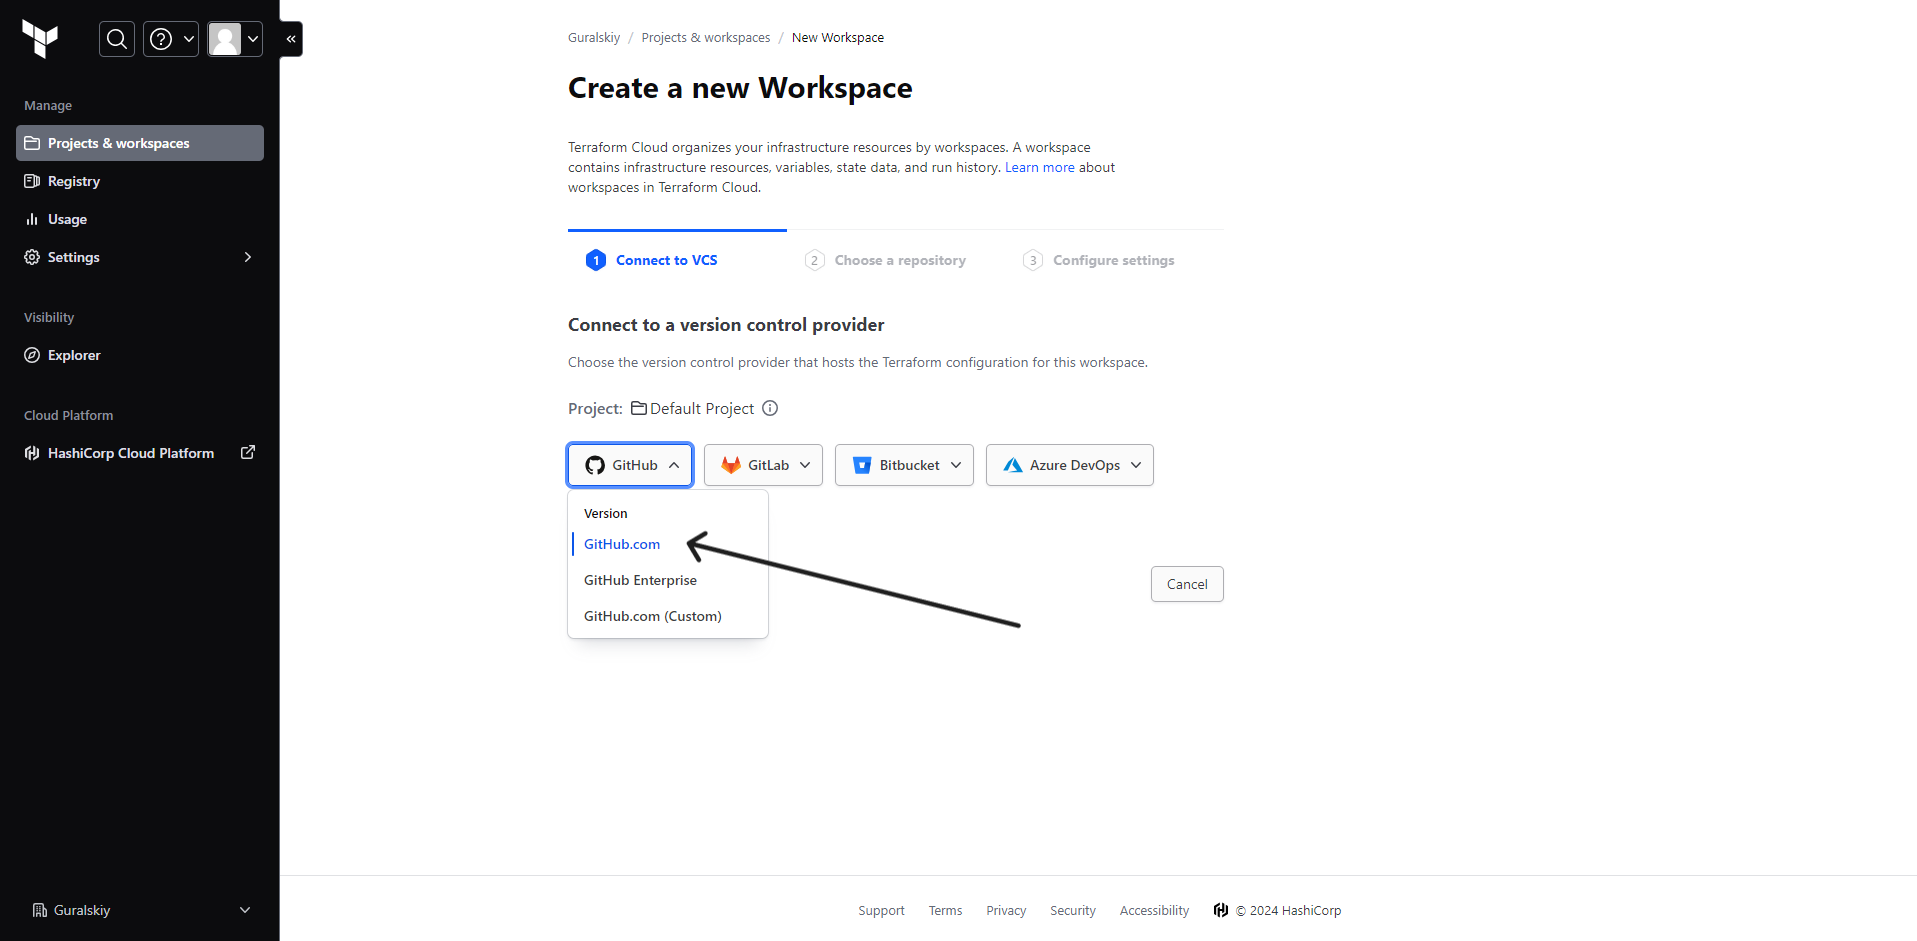 Manage
Projects & workspaces
Registry
Usage
Settings
Visibility
Explorer
Cloud Platform
HashiCorp Cloud Platform
Guralskiy
Guralskiy / Projects & workspaces / New Workspace
Create a new Workspace
Terraform Cloud organizes your infrastructure resources by workspaces. A workspace
contains infrastructure resources, variables, state data, and run history. Learn more about
workspaces in Terraform Cloud.
1 Connect to VCS 2 Choose a repository 3 Configure settings
Connect to a version control provider
Choose the version control provider that hosts the Terraform configuration for this workspace.
Project: Default Project
GitHub GitLab Bitbucket Azure DevOps
Version
GitHub.com
GitHub Enterprise
GitHub.com (Custom)
Cancel
Support Terms Privacy Security Accessibility © 2024 HashiCorp